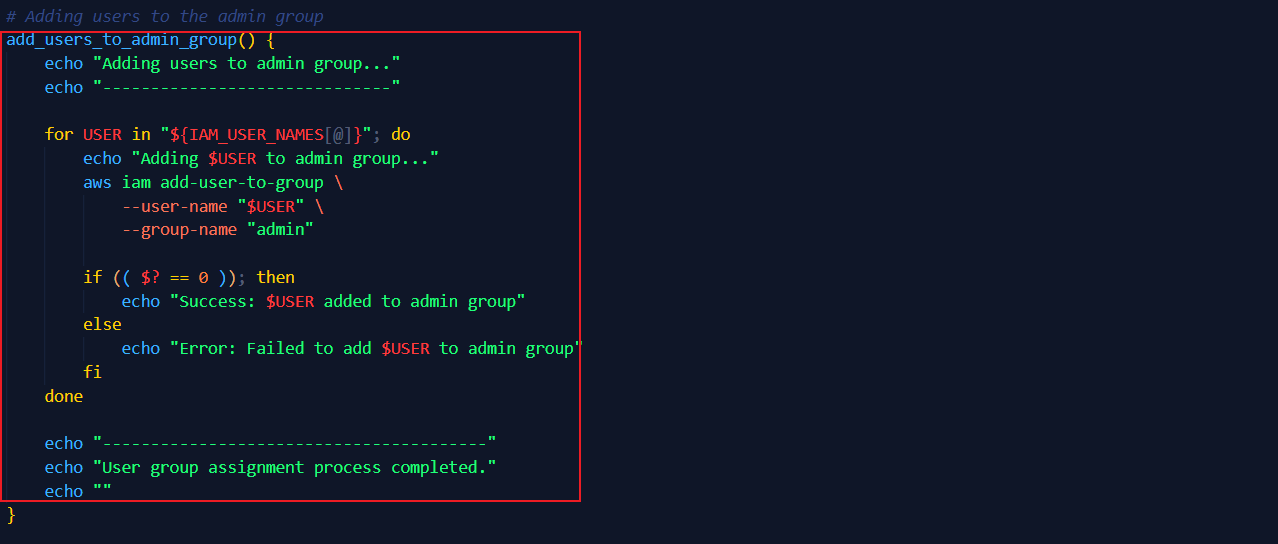 # Adding users to the admin group
add_users_to_admin_group() {
    echo "Adding users to admin group..."
    echo "------------------------------"

    for USER in "${IAM_USER_NAMES[@]}"; do
        echo "Adding $USER to admin group..."
        aws iam add-user-to-group \
            --user-name "$USER" \
            --group-name "admin"

        if (( $? == 0 )); then
            echo "Success: $USER added to admin group"
        else
            echo "Error: Failed to add $USER to admin group"
        fi
    done

    echo "----------------------------------------"
    echo "User group assignment process completed."
    echo ""
}